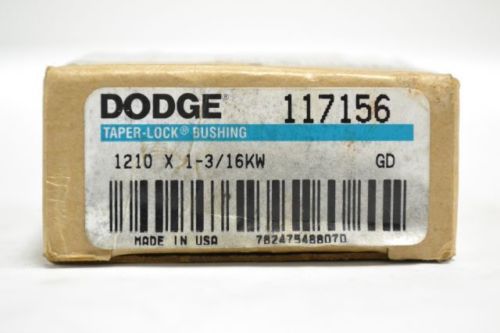 DODGE® 117156
TAPER-LOCK® BUSHING
1210 X 1-3/16KW GD
MADE IN USA 782475488070